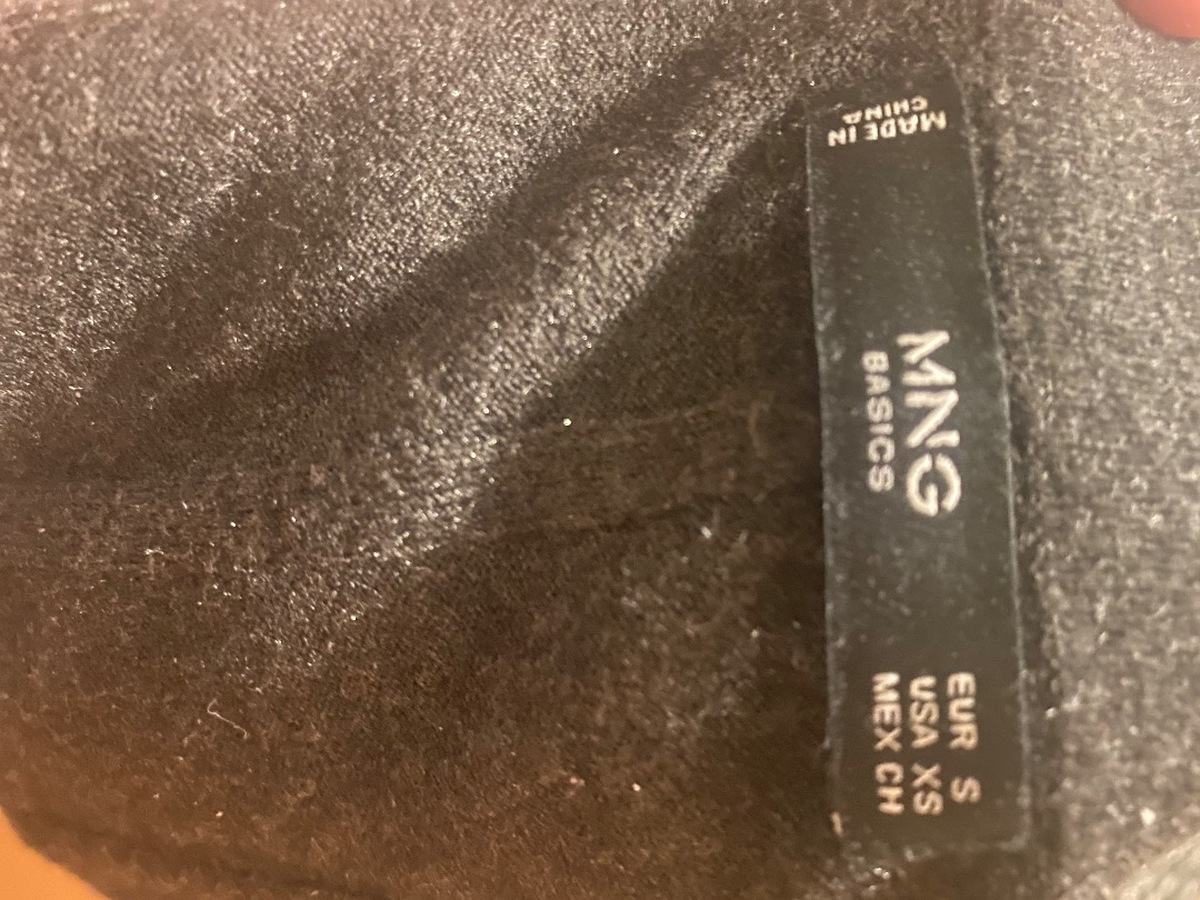 MADE IN
CHINA
MNG
BASICS
EUR S
USA XS
MEX CH